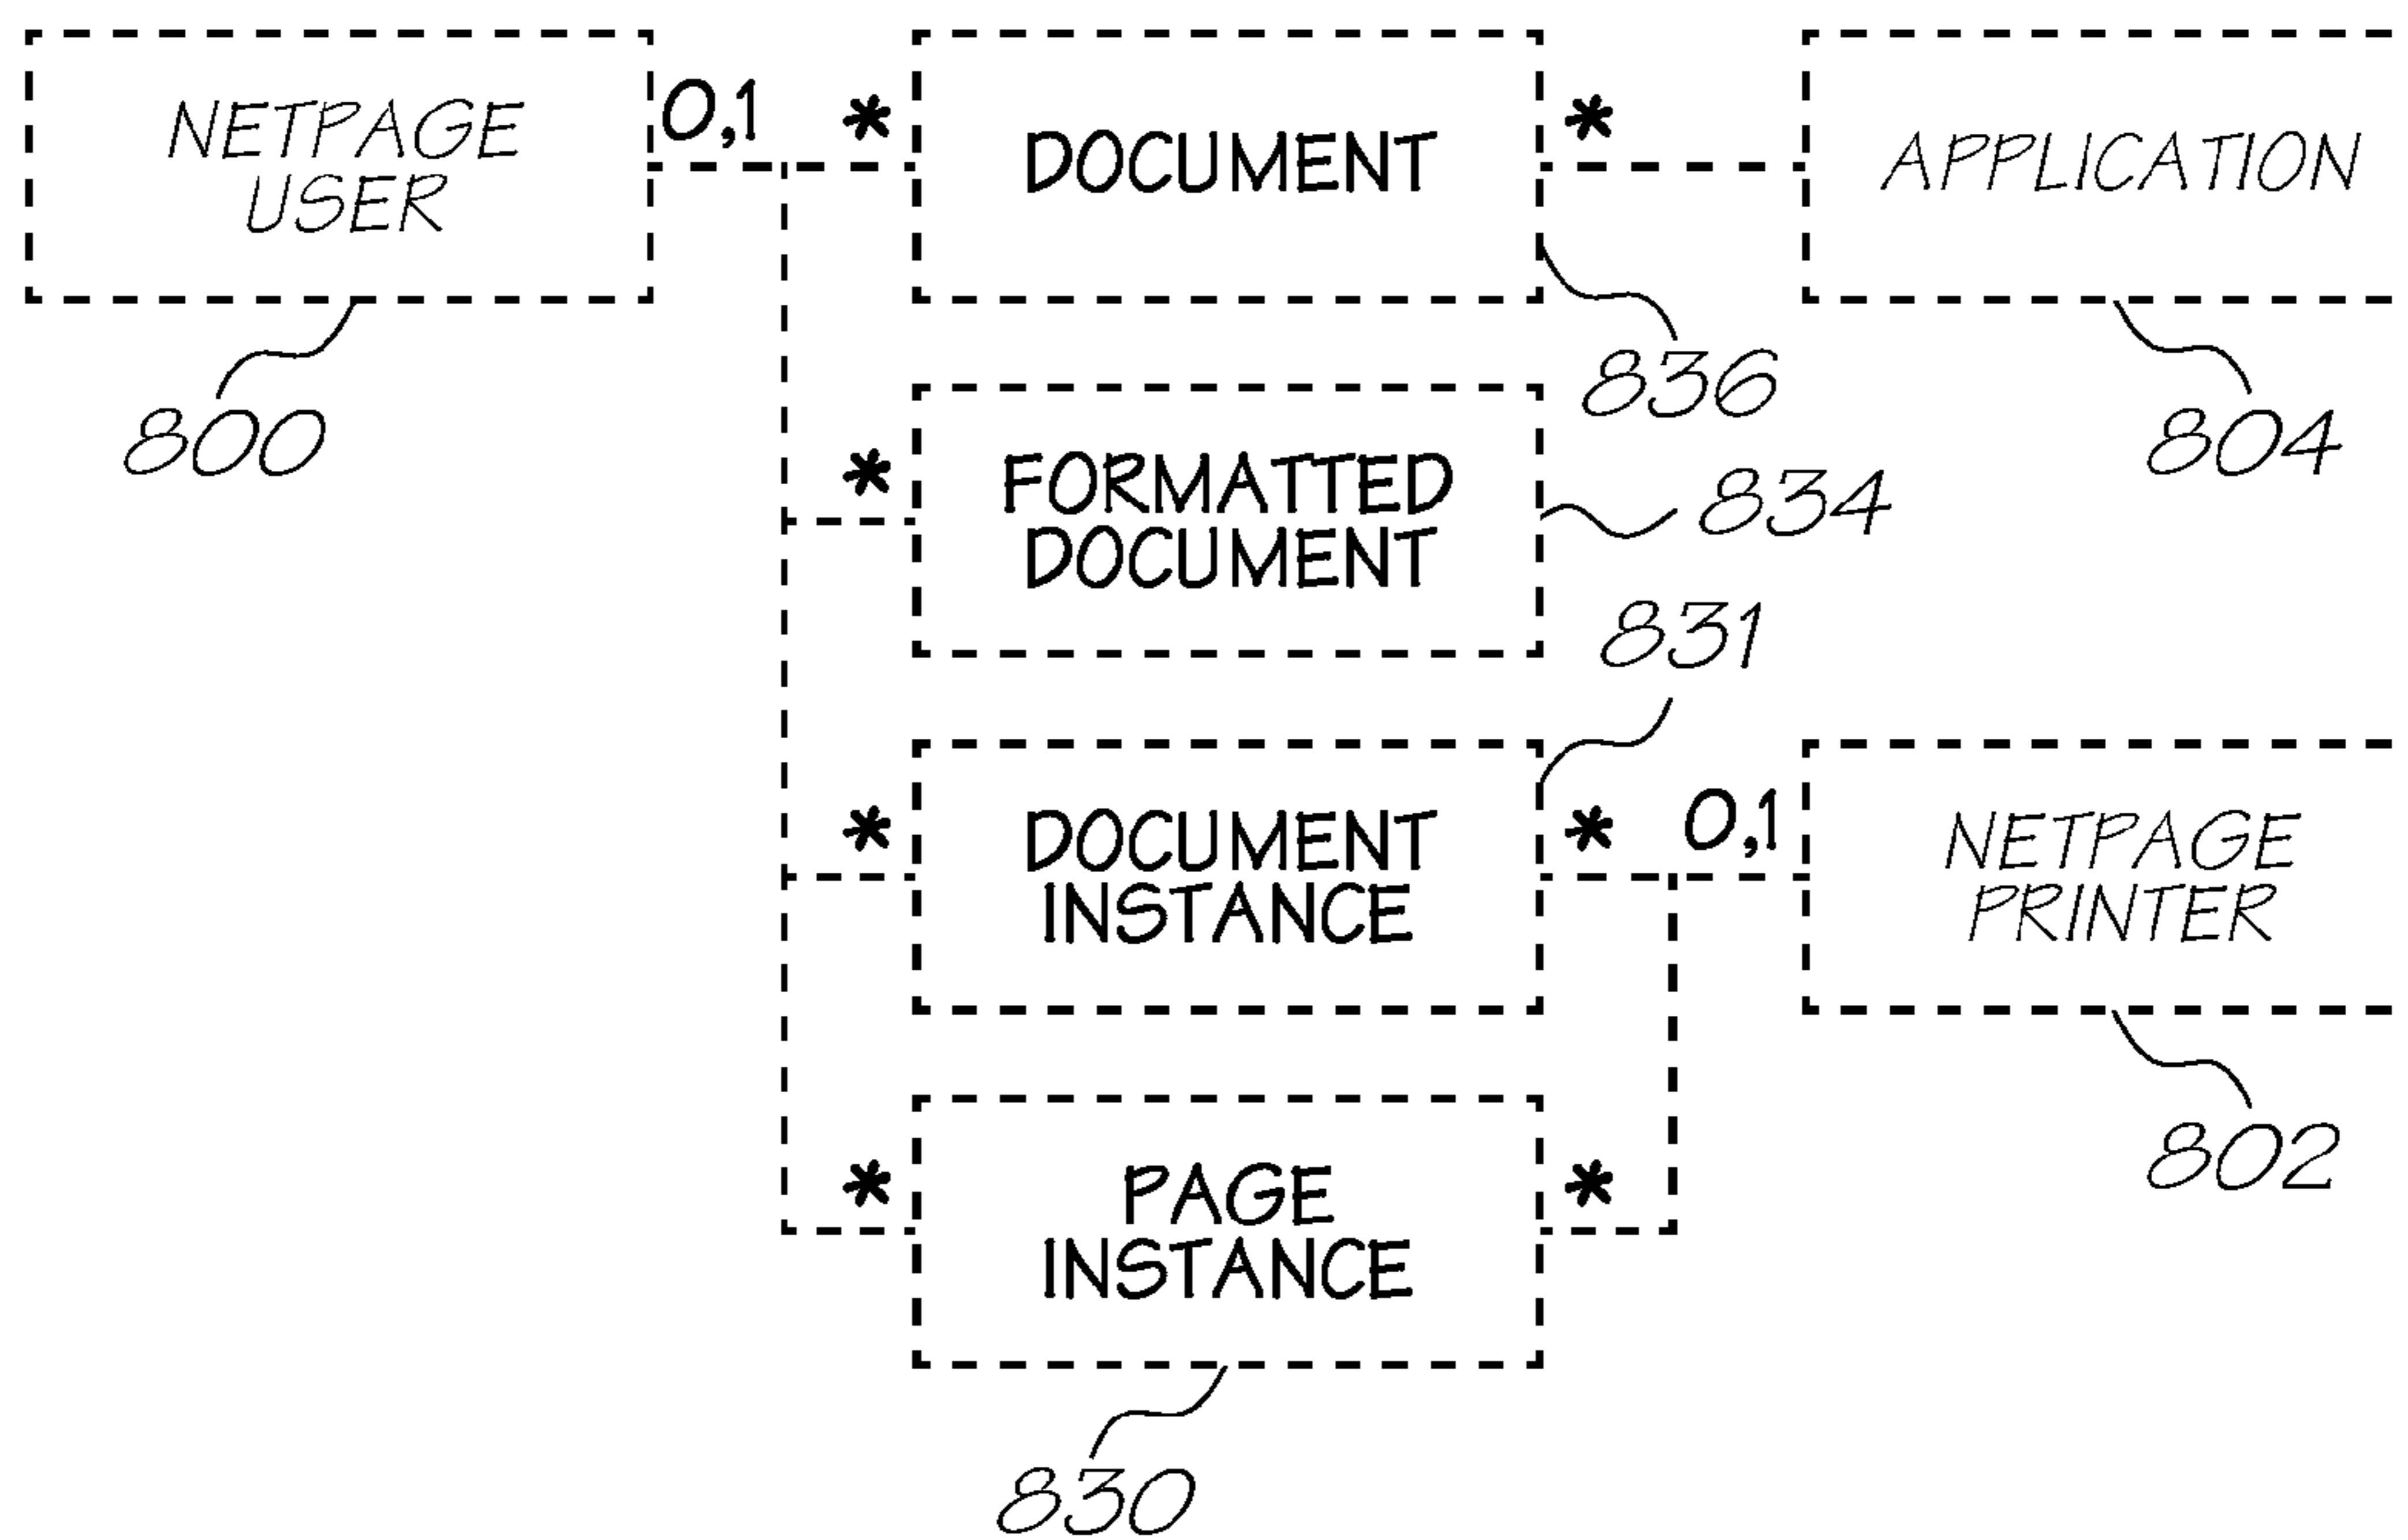 NETPAGE
USER
0,1
*
DOCUMENT
*
APPLICATION
800
836
804
*
FORMATTED
DOCUMENT
834
831
*
DOCUMENT
INSTANCE
*
0,1
NETPAGE
PRINTER
802
*
PAGE
INSTANCE
*
830